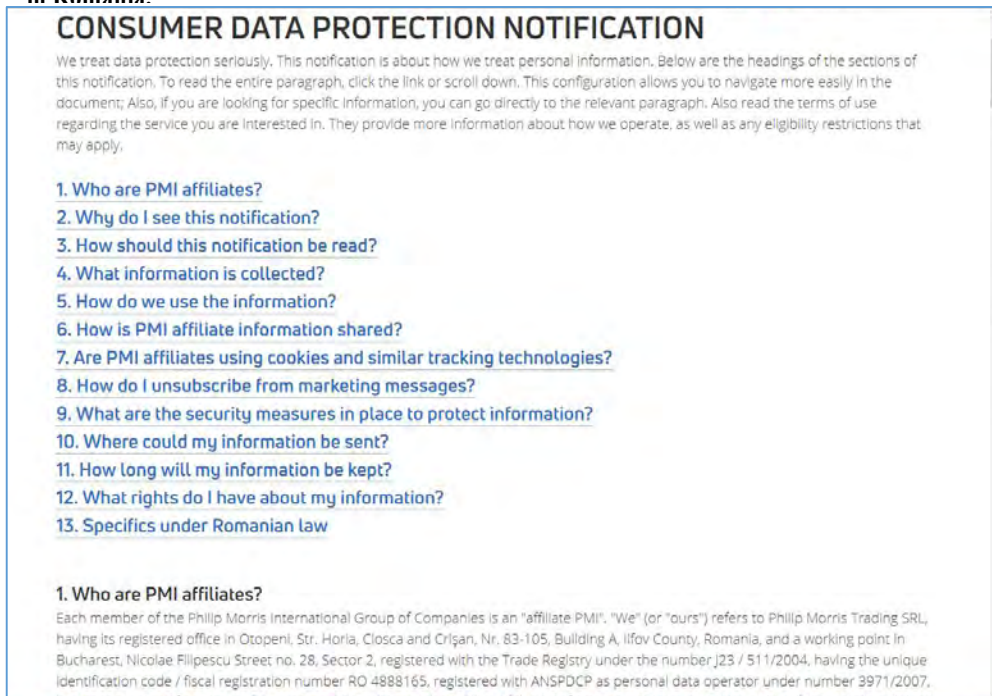 CONSUMER DATA PROTECTION NOTIFICATION
We treat data protection seriously. This notification is about how we treat personal information. Below are the headings of the sections of
this notification. To read the entire paragraph, click the link or scroll down. This configuration allows you to navigate more easily in the
document; Also, if you are looking for specific information, you can go directly to the relevant paragraph. Also read the terms of use
regarding the service you are interested in. They provide more information about how we operate, as well as any eligibility restrictions that
may apply.
1. Who are PMI affiliates?
2. Why do I see this notification?
3. How should this notification be read?
4. What information is collected?
5. How do we use the information?
6. How is PMI affiliate information shared?
7. Are PMI affiliates using cookies and similar tracking technologies?
8. How do I unsubscribe from marketing messages?
9. What are the security measures in place to protect information?
10. Where could my information be sent?
11. How long will my information be kept?
12. What rights do I have about my information?
13. Specifics under Romanian law
1. Who are PMI affiliates?
Each member of the Philip Morris International Group of Companies is an "affiliate PMI". "We" (or "ours") refers to Philip Morris Trading SRL,
having its registered office in Otopeni, Str. Horia, Closca and Crişan, Nr. 83-105, Building A, Ilfov County, Romania, and a working point in
Bucharest, Nicolae Filipescu Street no. 28, Sector 2, registered with the Trade Registry under the number J23 / 511/2004, having the unique
identification code / fiscal registration number RO 4888165, registered with ANSPDCP as personal data operator under number 3971/2007,